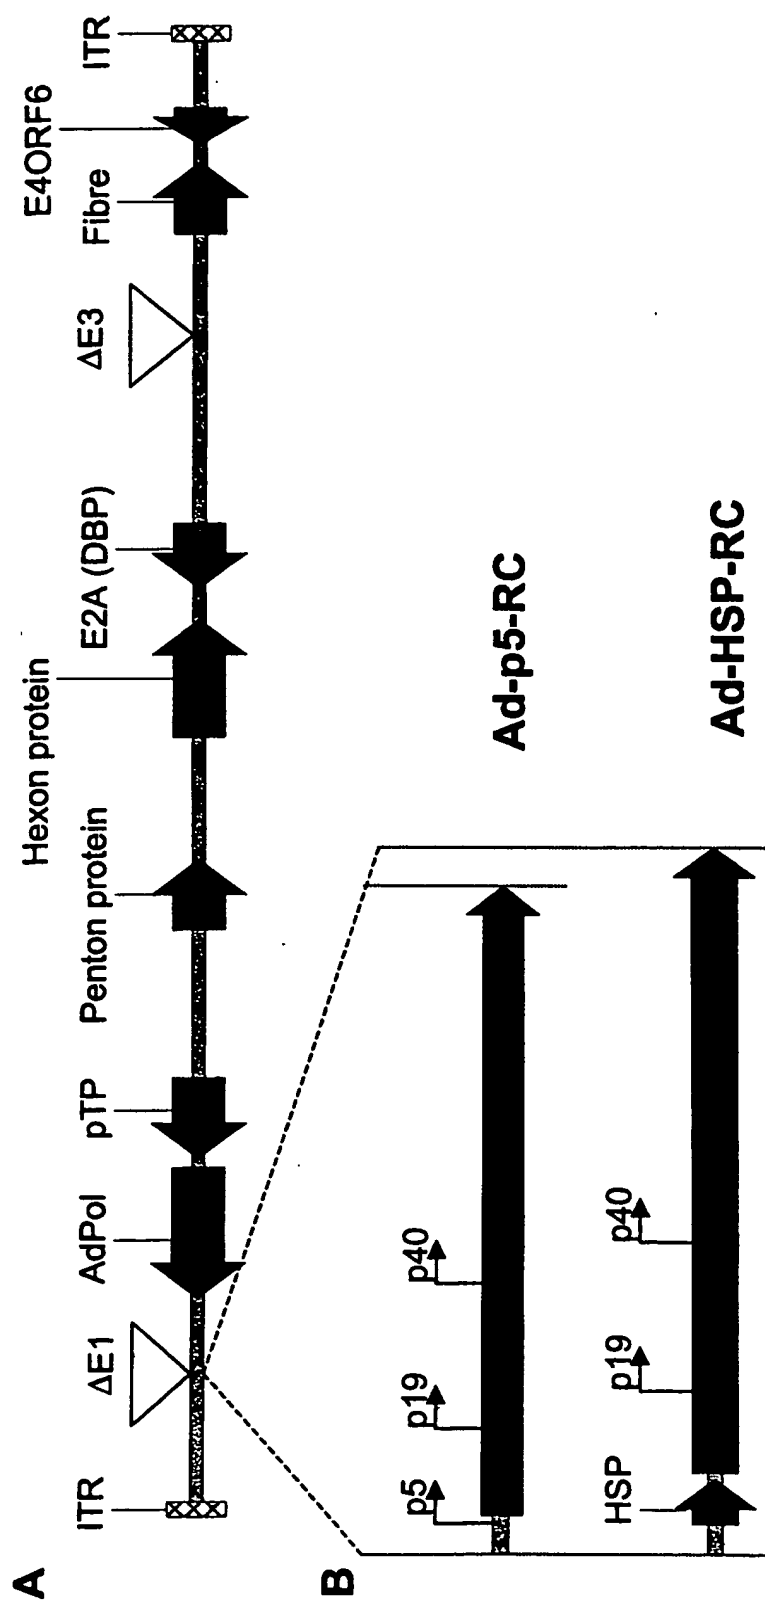 A
ITR
ΔE1
AdPol
pTP
Penton protein
Hexon protein
E2A (DBP)
ΔE3
Fibre
E4ORF6
ITR
B
p5
p19
p40
Ad-p5-RC
HSP
p19
p40
Ad-HSP-RC